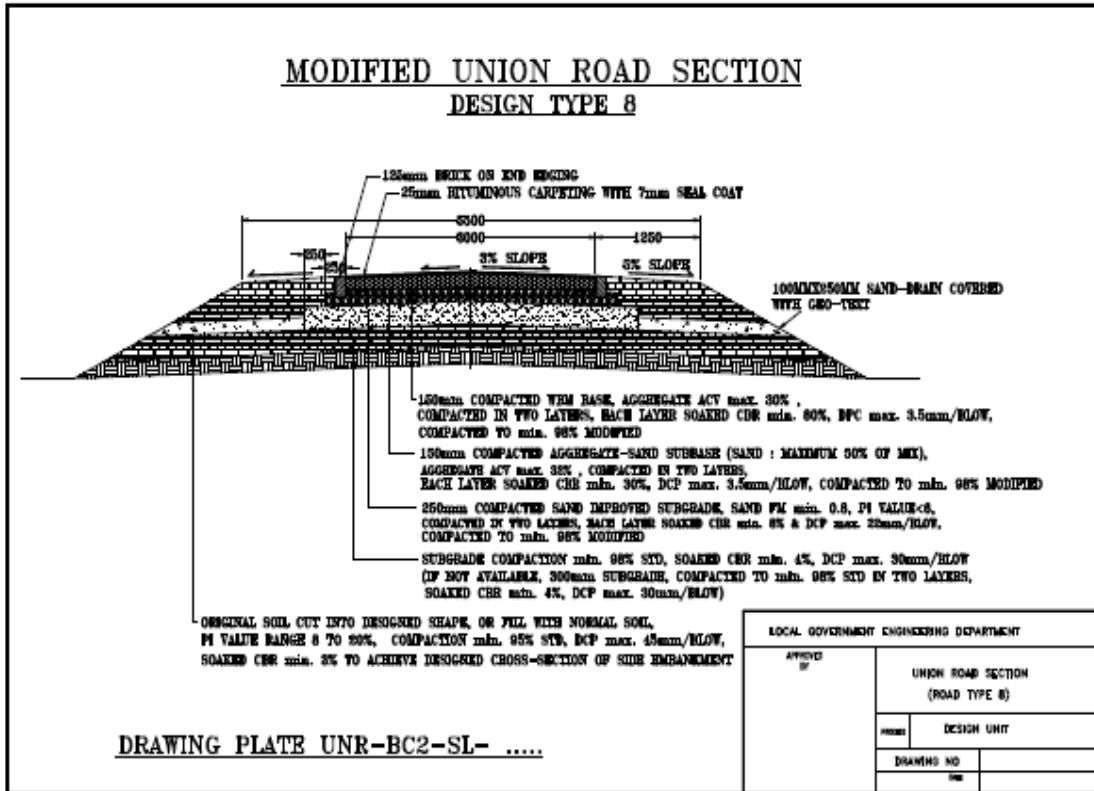 MODIFIED UNION ROAD SECTION
DESIGN TYPE 8
125mm BRICK ON END EDGING
25mm BITUMINOUS CARPETING WITH 7mm SEAL COAT
5500
3000
1250
250
250
3% SLOPE
5% SLOPE
100MMX250MM SAND-DRAIN COVERED
WITH GEO-TEXT
150mm COMPACTED WBM BASE, AGGREGATE ACV max. 30% ,
COMPACTED IN TWO LAYERS, EACH LAYER SOAKED CBR min. 80%, DPC max. 3.5mm/BLOW,
COMPACTED TO min. 98% MODIFIED
150mm COMPACTED AGGREGATE-SAND SUBBASE (SAND : MAXIMUM 50% OF MIX),
AGGREGATE ACV max. 32% , COMPACTED IN TWO LAYERS,
EACH LAYER SOAKED CBR min. 30%, DCP max. 3.5mm/BLOW, COMPACTED TO min. 98% MODIFIED
250mm COMPACTED SAND IMPROVED SUBGRADE, SAND FM min. 0.8, PI VALUE<6,
COMPACTED IN TWO LAYERS, EACH LAYER SOAKED CBR min. 8% & DCP max. 22mm/BLOW,
COMPACTED TO min. 98% MODIFIED
SUBGRADE COMPACTION min. 98% STD, SOAKED CBR min. 4%, DCP max. 30mm/BLOW
(IF NOT AVAILABLE, 300mm SUBGRADE, COMPACTED TO min. 98% STD IN TWO LAYERS,
SOAKED CBR min. 4%, DCP max. 30mm/BLOW)
ORIGINAL SOIL CUT INTO DESIGNED SHAPE, OR FILL WITH NORMAL SOIL,
PI VALUE RANGE 8 TO 20%, COMPACTION min. 95% STD, DCP max. 45mm/BLOW,
SOAKED CBR min. 3% TO ACHIEVE DESIGNED CROSS-SECTION OF SIDE EMBANKMENT
DRAWING PLATE UNR-BC2-SL- .....
LOCAL GOVERNMENT ENGINEERING DEPARTMENT
APPROVED
BY
UNION ROAD SECTION
(ROAD TYPE 8)
DESIGN UNIT
DRAWING NO